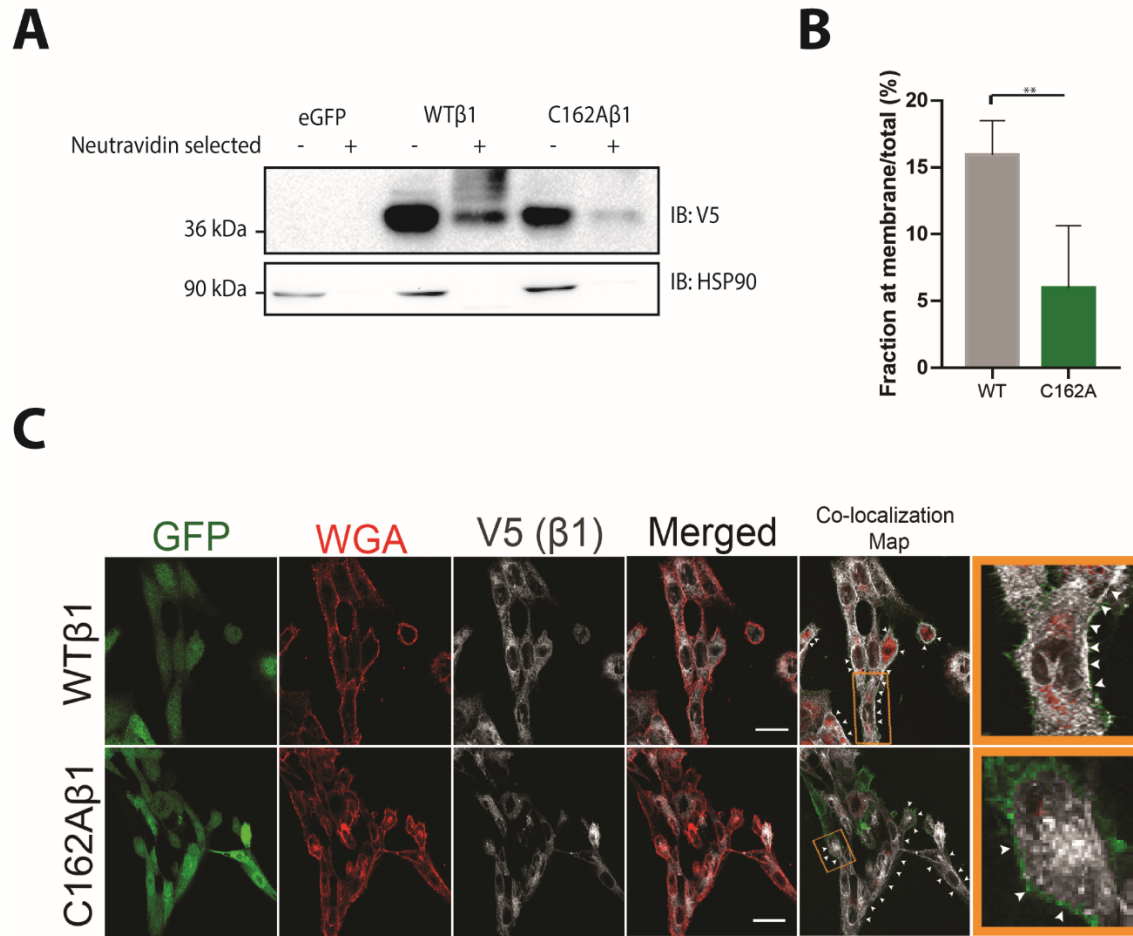 A
eGFP WTβ1 C162Aβ1
Neutravidin selected - + - + - +
36 kDa IB: V5
90 kDa IB: HSP90
B
Fraction at membrane/total (%)
20
15
10
5
0
**
WT C162A
C
GFP WGA V5 (β1) Merged Co-localization
Map
WTβ1
C162Aβ1